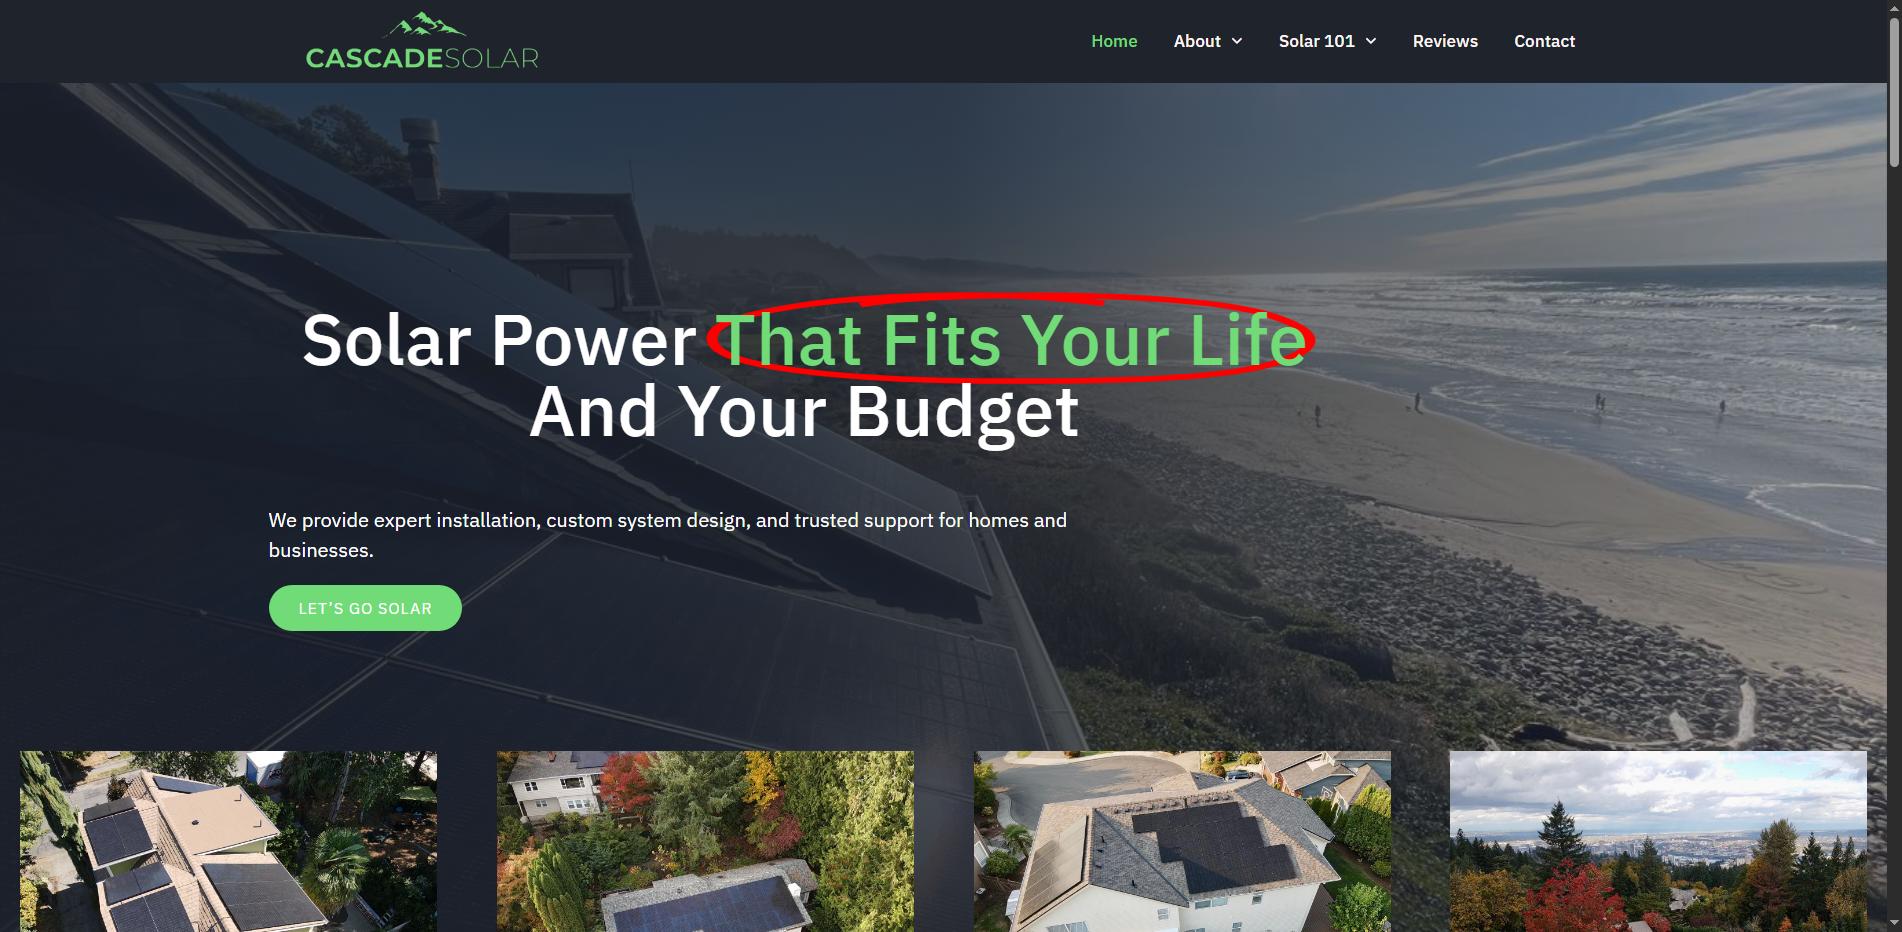 CASCADESOLAR
Home About Solar 101 Reviews Contact
Solar Power That Fits Your Life
And Your Budget
We provide expert installation, custom system design, and trusted support for homes and
businesses.
LET'S GO SOLAR